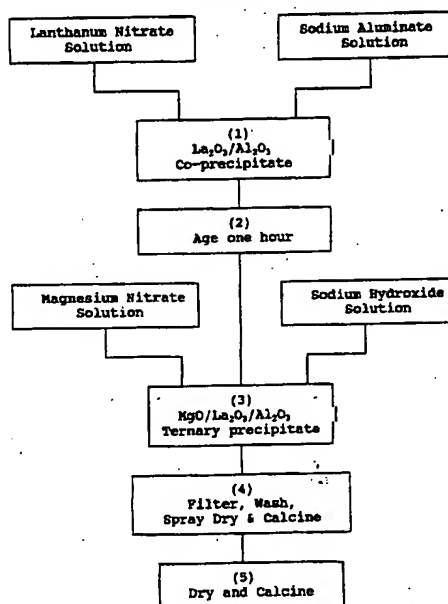 Lanthanum Nitrate
Solution
Sodium Aluminate
Solution
(1)
La₂O₃/Al₂O₃
Co-precipitate
(2)
Age one hour
Magnesium Nitrate
Solution
Sodium Hydroxide
Solution
(3)
MgO/La₂O₃/Al₂O₃
Ternary precipitate
(4)
Filter, Wash,
Spray Dry & Calcine
(5)
Dry and Calcine